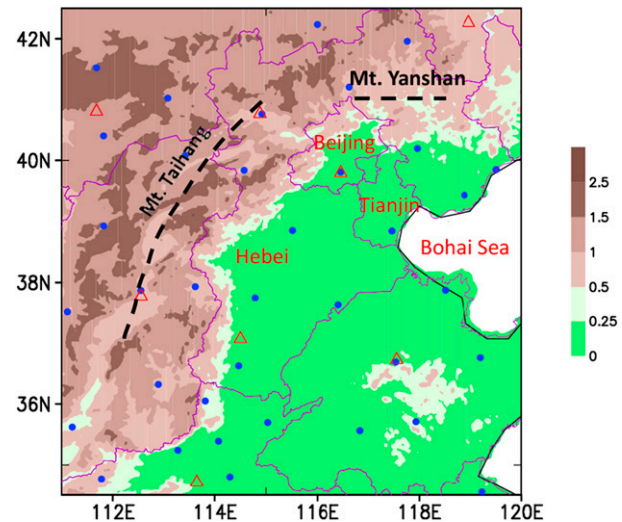 42N
40N
38N
36N
112E
114E
116E
118E
120E
Mt. Yanshan
Mt. Taihang
Beijing
Tianjin
Bohai Sea
Hebei
2.5
1.5
1
0.5
0.25
0